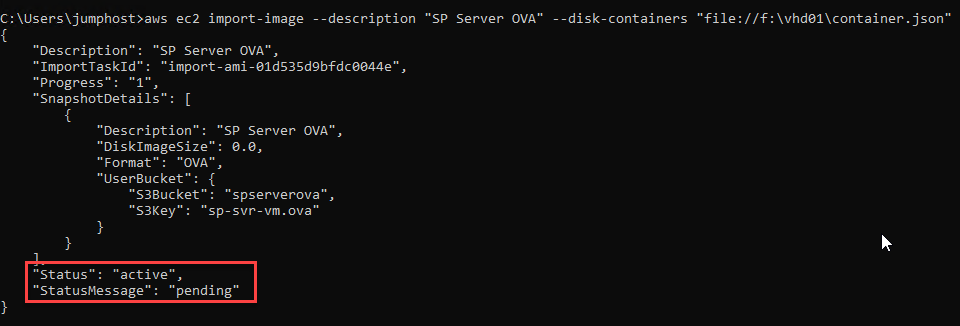 C:\Users\jumphost>aws ec2 import-image --description "SP Server OVA" --disk-containers "file://f:\vhd01\container.json"
{
    "Description": "SP Server OVA",
    "ImportTaskId": "import-ami-01d535d9bfdc0044e",
    "Progress": "1",
    "SnapshotDetails": [
        {
            "Description": "SP Server OVA",
            "DiskImageSize": 0.0,
            "Format": "OVA",
            "UserBucket": {
                "S3Bucket": "spserverova",
                "S3Key": "sp-svr-vm.ova"
            }
        }
    ],
    "Status": "active",
    "StatusMessage": "pending"
}